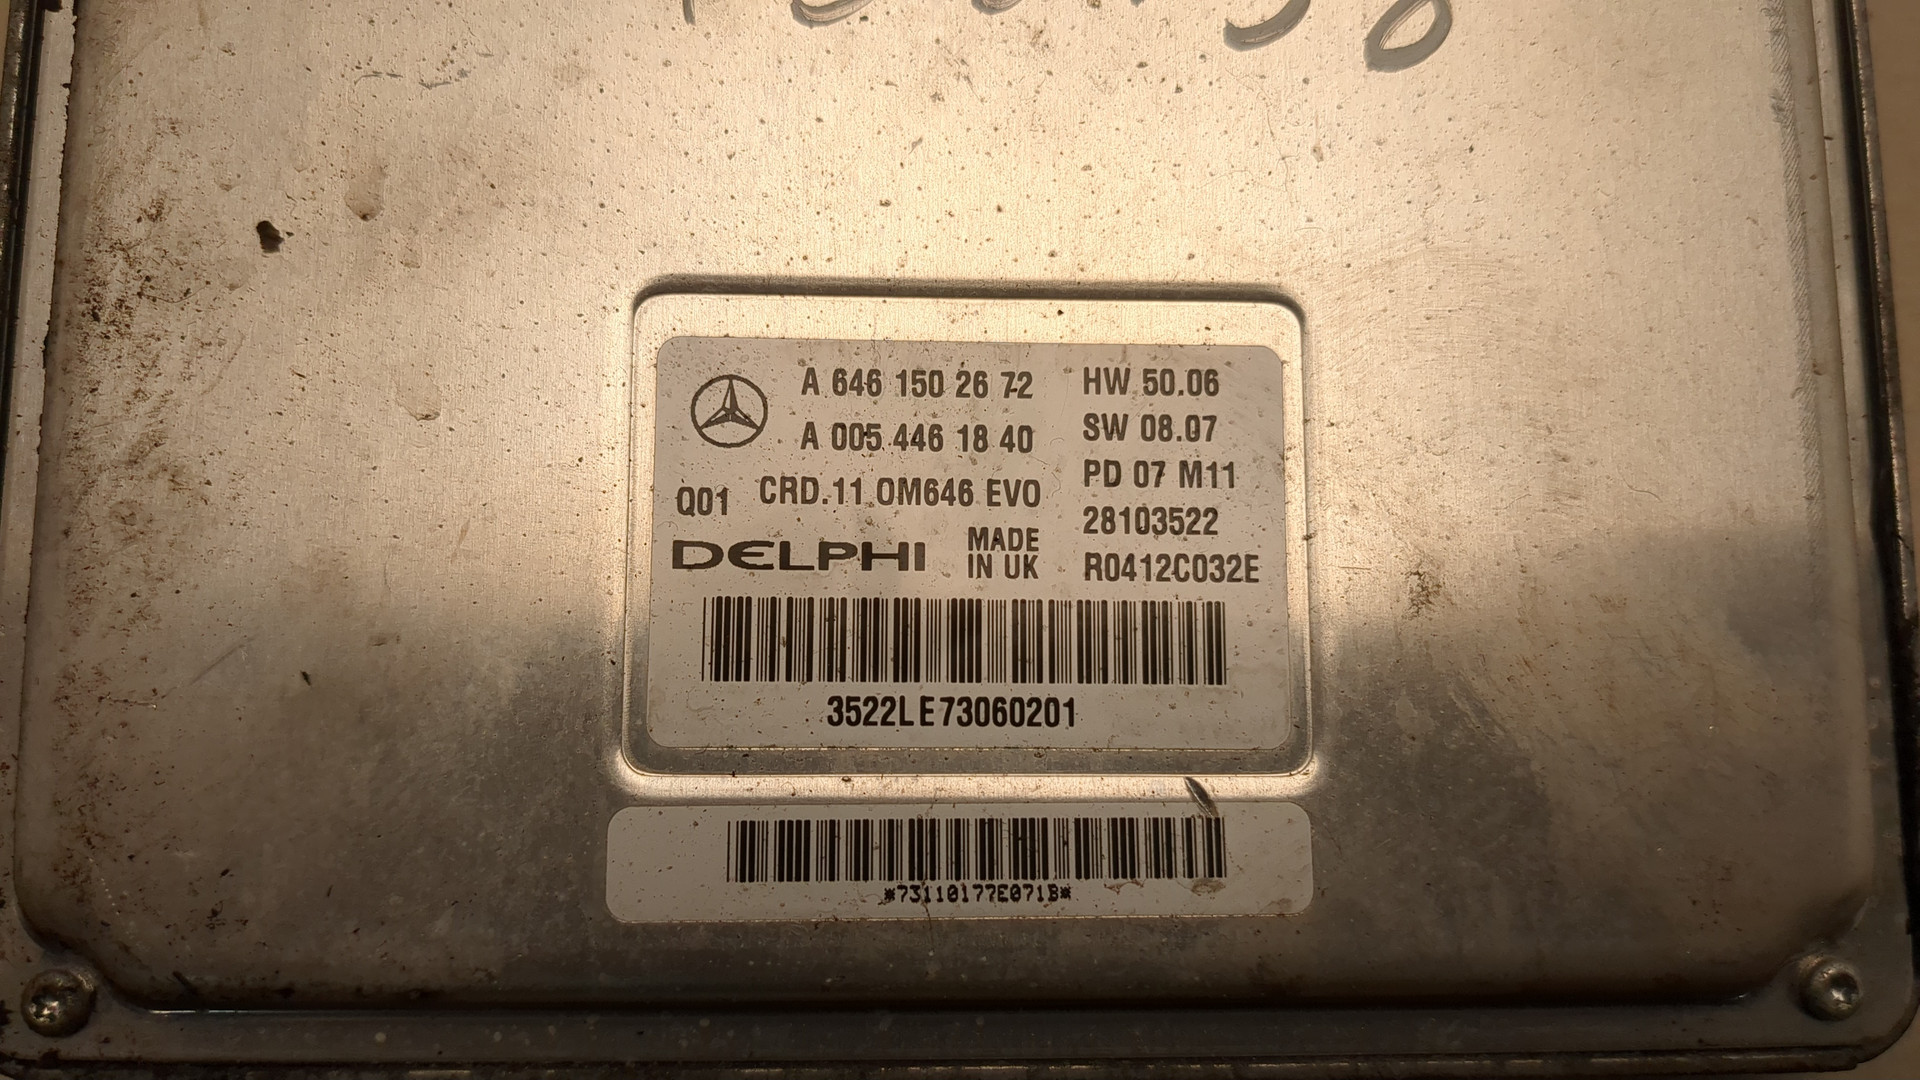 A 646 150 26 72
HW 50.06
A 005 446 18 40
SW 08.07
PD 07 M11
Q01 CRD.11 OM646 EVO
28103522
DELPHI
MADE
IN UK
R0412C032E
3522LE73060201
*73110177E071B*